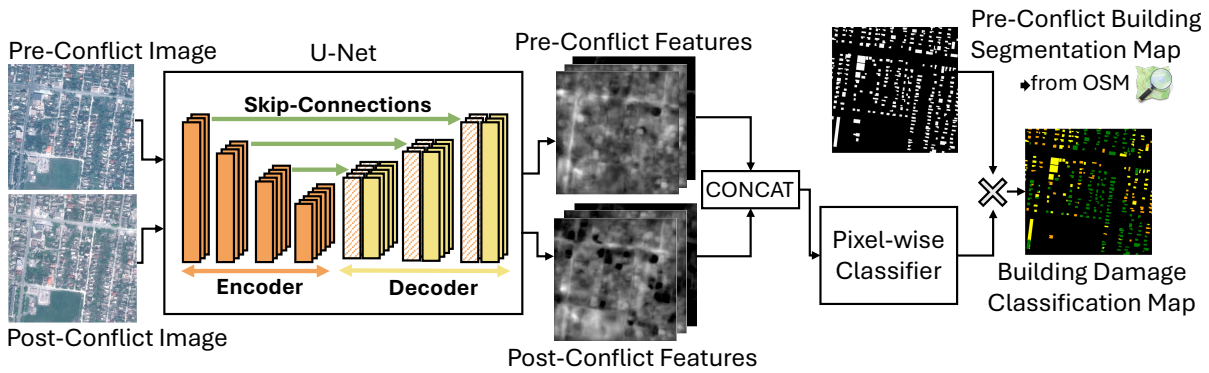 Pre-Conflict Image
U-Net
Skip-Connections
Encoder
Decoder
Post-Conflict Image
Pre-Conflict Features
Post-Conflict Features
CONCAT
Pixel-wise
Classifier
Pre-Conflict Building
Segmentation Map
from OSM
Building Damage
Classification Map